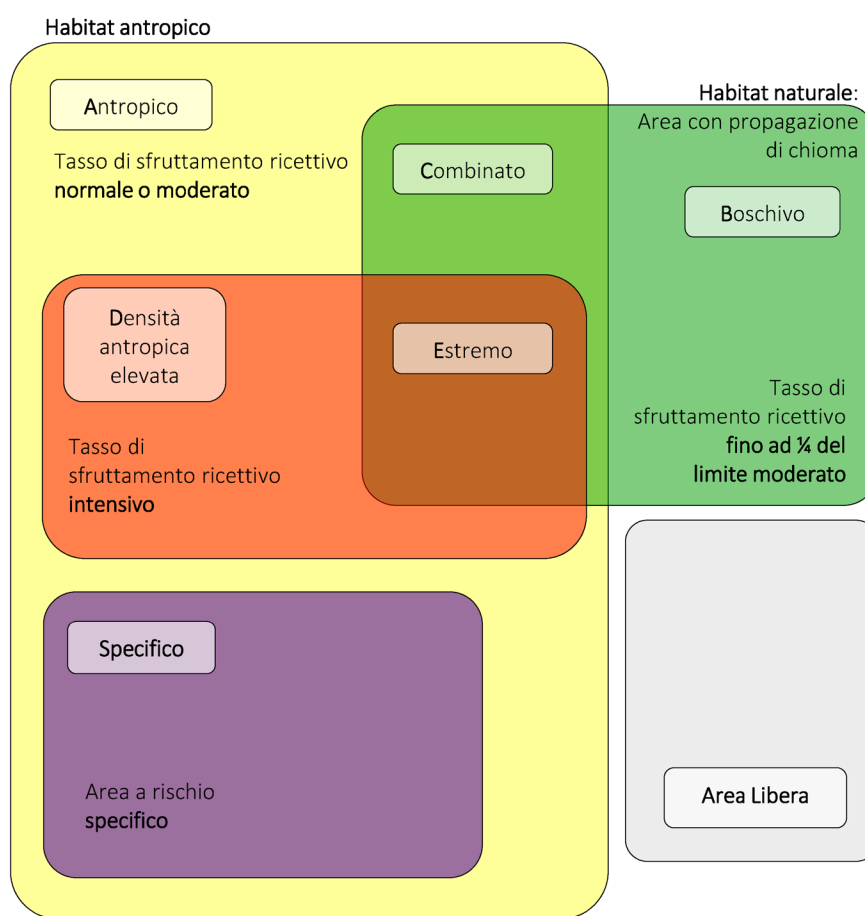 Habitat antropico
Antropico
Tasso di sfruttamento ricettivo
normale o moderato
Habitat naturale:
Area con propagazione
di chioma
Combinato
Boschivo
Densità
antropica
elevata
Estremo
Tasso di
sfruttamento ricettivo
intensivo
Tasso di
sfruttamento ricettivo
fino ad ¼ del
limite moderato
Specifico
Area a rischio
specifico
Area Libera